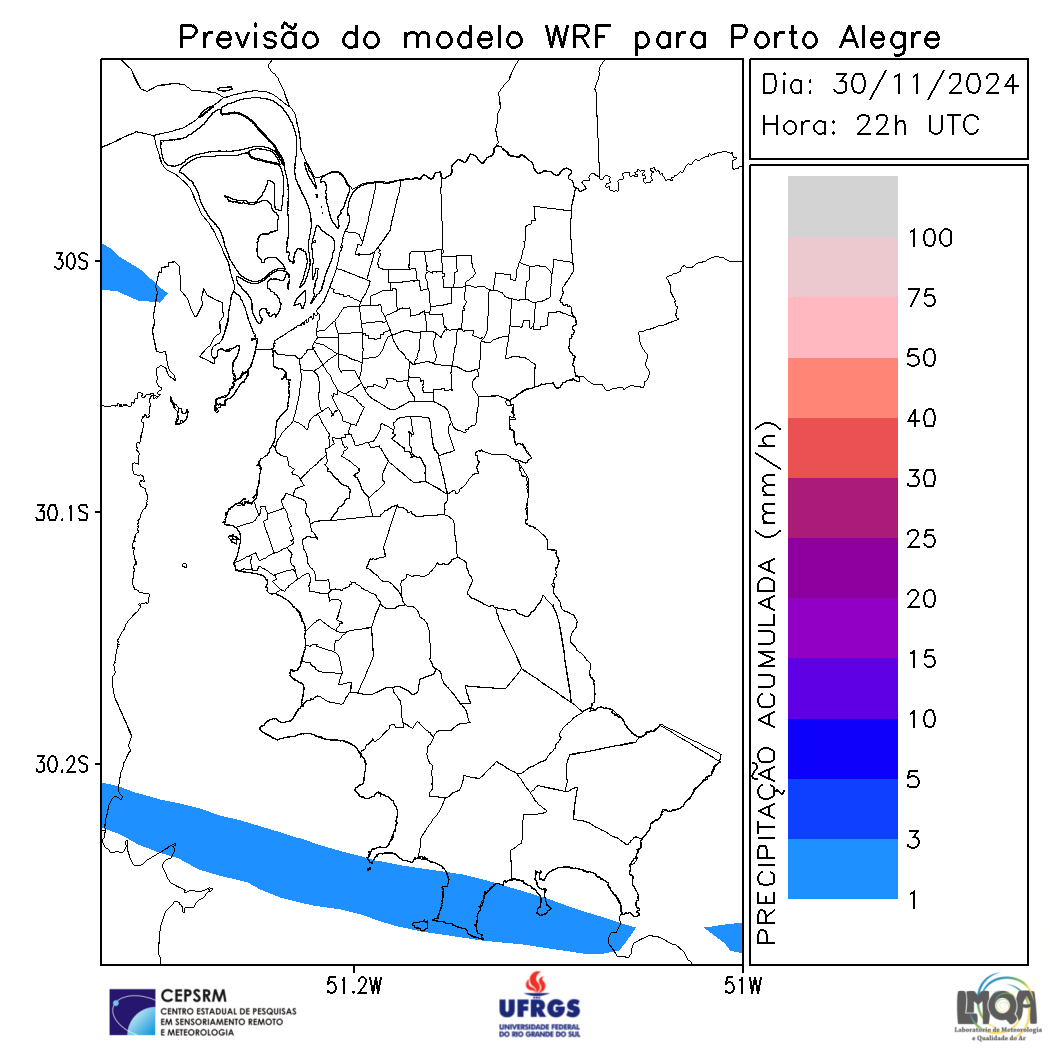 Previsão do modelo WRF para Porto Alegre
Dia: 30/11/2024
Hora: 22h UTC
30S
30.1S
30.2S
51.2W
51W
PRECIPITAÇÃO ACUMULADA (mm/h)
100
75
50
40
30
25
20
15
10
5
3
1
CEPSRM
CENTRO ESTADUAL DE PESQUISAS
EM SENSORIAMENTO REMOTO
E METEOROLOGIA
UFRGS
UNIVERSIDADE FEDERAL
DO RIO GRANDE DO SUL
LMQA
Laboratório de Meteorologia
e Qualidade do Ar